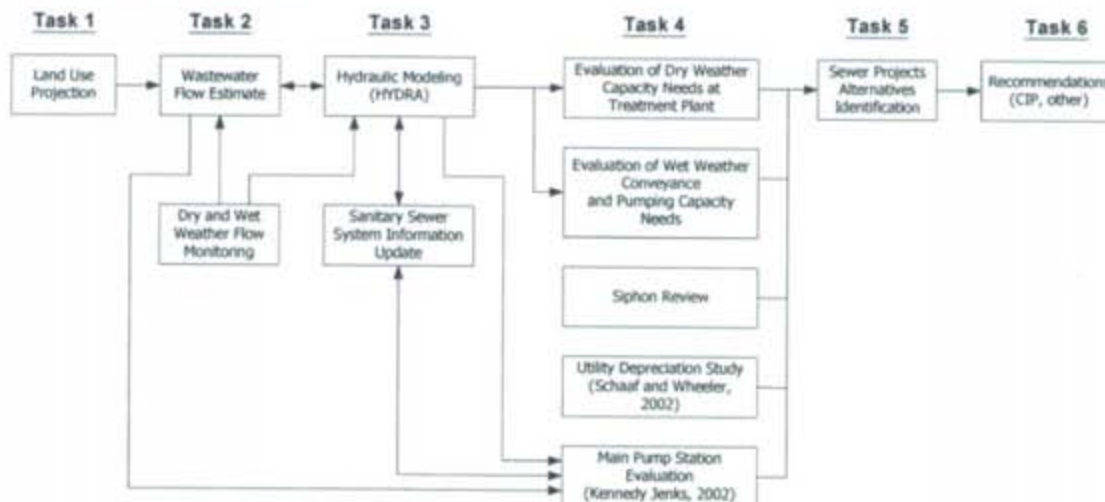 Task 1
Task 2
Task 3
Task 4
Task 5
Task 6
Land Use
Projection
Wastewater
Flow Estimate
Hydraulic Modeling
(HYDRA)
Evaluation of Dry Weather
Capacity Needs at
Treatment Plant
Sewer Projects
Alternatives
Identification
Recommendations
(CIP, other)
Evaluation of Wet Weather
Conveyance
and Pumping Capacity
Needs
Dry and Wet
Weather Flow
Monitoring
Sanitary Sewer
System Information
Update
Siphon Review
Utility Depreciation Study
(Schaaf and Wheeler,
2002)
Main Pump Station
Evaluation
(Kennedy Jenks, 2002)